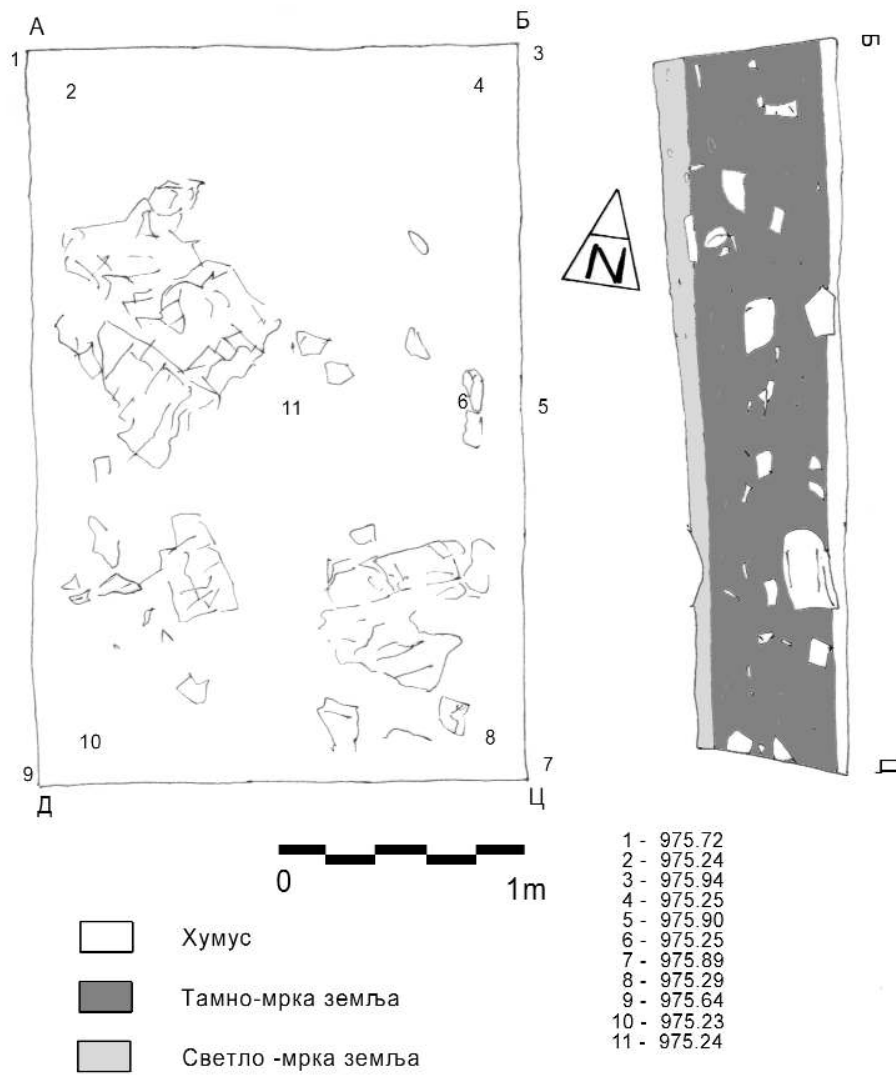 А
Б
1
3
2
4
Б
N
11
6
5
10
8
9
7
Д
Ц
Ц
0
1m
1 - 975.72
2 - 975.24
3 - 975.94
4 - 975.25
5 - 975.90
6 - 975.25
7 - 975.89
8 - 975.29
9 - 975.64
10 - 975.23
11 - 975.24
Хумус
Тамно-мрка земља
Светло -мрка земља